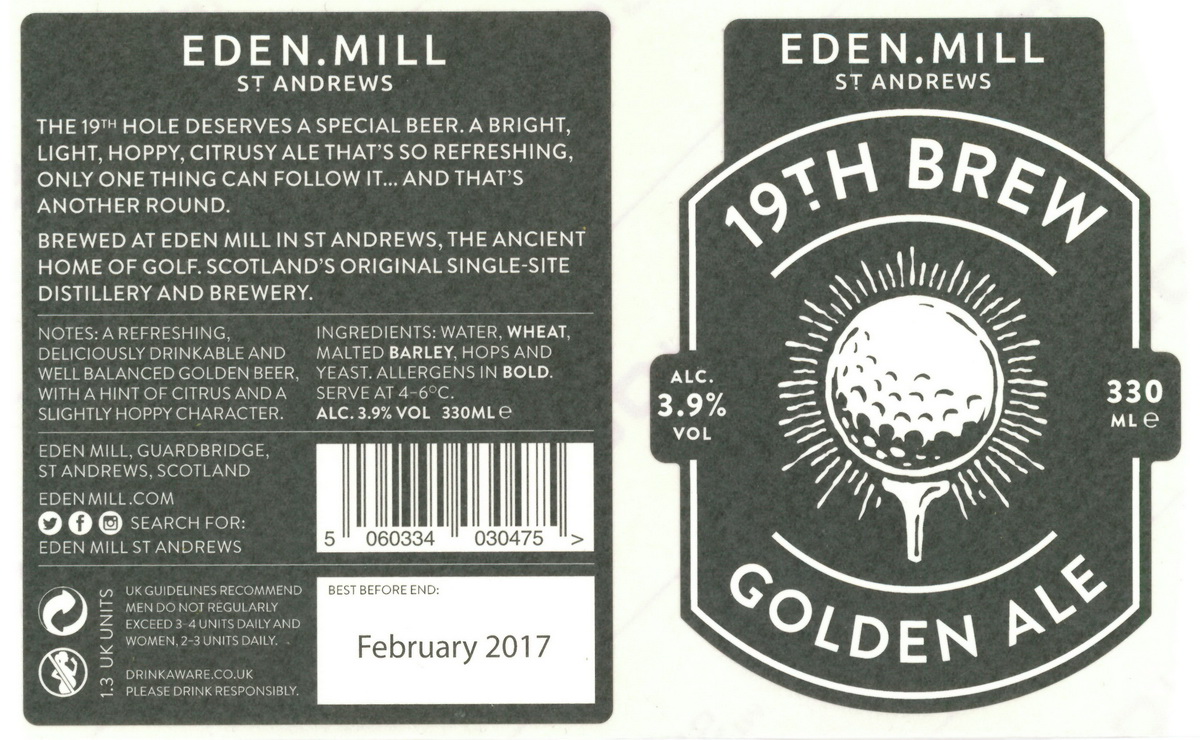 EDEN.MILL
ST ANDREWS
THE 19TH HOLE DESERVES A SPECIAL BEER. A BRIGHT,
LIGHT, HOPPY, CITRUSY ALE THAT'S SO REFRESHING,
ONLY ONE THING CAN FOLLOW IT... AND THAT'S
ANOTHER ROUND.
BREWED AT EDEN MILL IN ST ANDREWS, THE ANCIENT
HOME OF GOLF. SCOTLAND'S ORIGINAL SINGLE-SITE
DISTILLERY AND BREWERY.
NOTES: A REFRESHING,
DELICIOUSLY DRINKABLE AND
WELL BALANCED GOLDEN BEER,
WITH A HINT OF CITRUS AND A
SLIGHTLY HOPPY CHARACTER.
INGREDIENTS: WATER, WHEAT,
MALTED BARLEY, HOPS AND
YEAST. ALLERGENS IN BOLD.
SERVE AT 4–6°C.
ALC. 3.9% VOL 330ML e
EDEN MILL, GUARDBRIDGE,
ST ANDREWS, SCOTLAND
EDENMILL.COM
SEARCH FOR:
EDEN MILL ST ANDREWS
5 060334 030475 >
1.3 UK UNITS
UK GUIDELINES RECOMMEND
MEN DO NOT REGULARLY
EXCEED 3-4 UNITS DAILY AND
WOMEN, 2–3 UNITS DAILY.
DRINKAWARE.CO.UK
PLEASE DRINK RESPONSIBLY.
BEST BEFORE END:
February 2017
EDEN.MILL
ST ANDREWS
19TH BREW
ALC.
3.9%
VOL
330
ML e
GOLDEN ALE